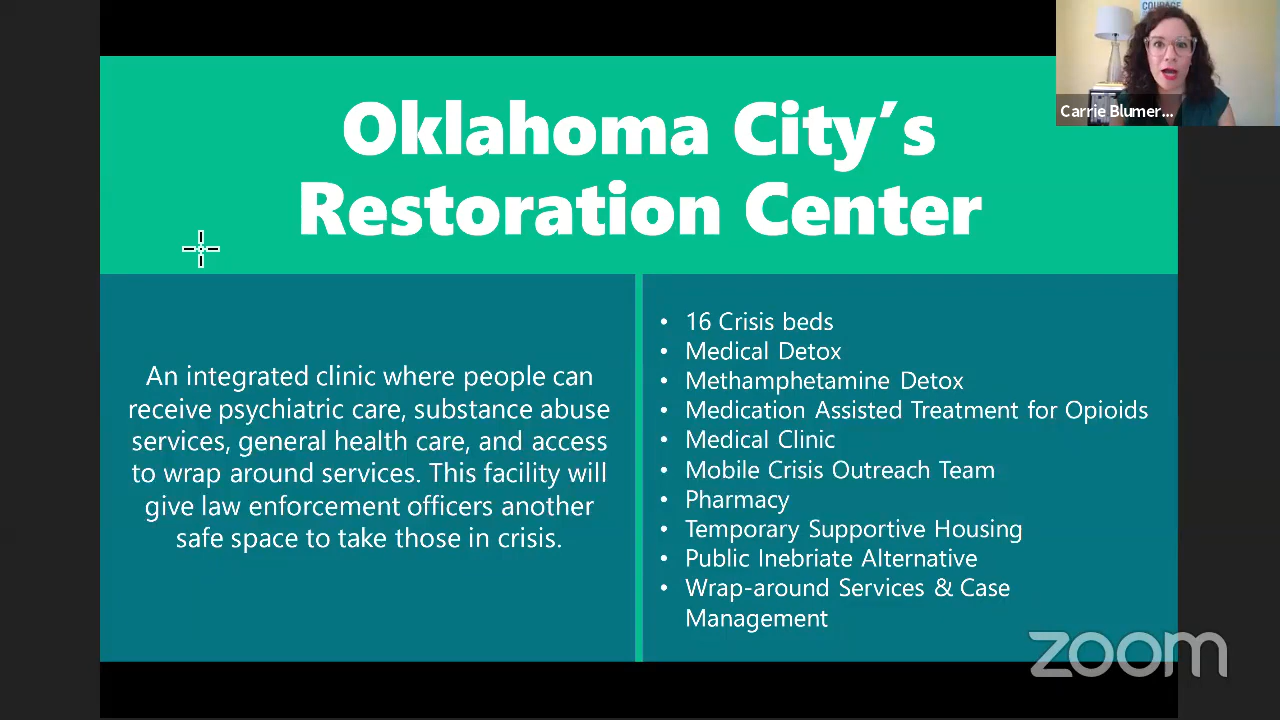 COURAGE
Carrie Blumer...
Oklahoma City’s
Restoration Center
An integrated clinic where people can
receive psychiatric care, substance abuse
services, general health care, and access
to wrap around services. This facility will
give law enforcement officers another
safe space to take those in crisis.
• 16 Crisis beds
• Medical Detox
• Methamphetamine Detox
• Medication Assisted Treatment for Opioids
• Medical Clinic
• Mobile Crisis Outreach Team
• Pharmacy
• Temporary Supportive Housing
• Public Inebriate Alternative
• Wrap-around Services & Case
Management
zoom